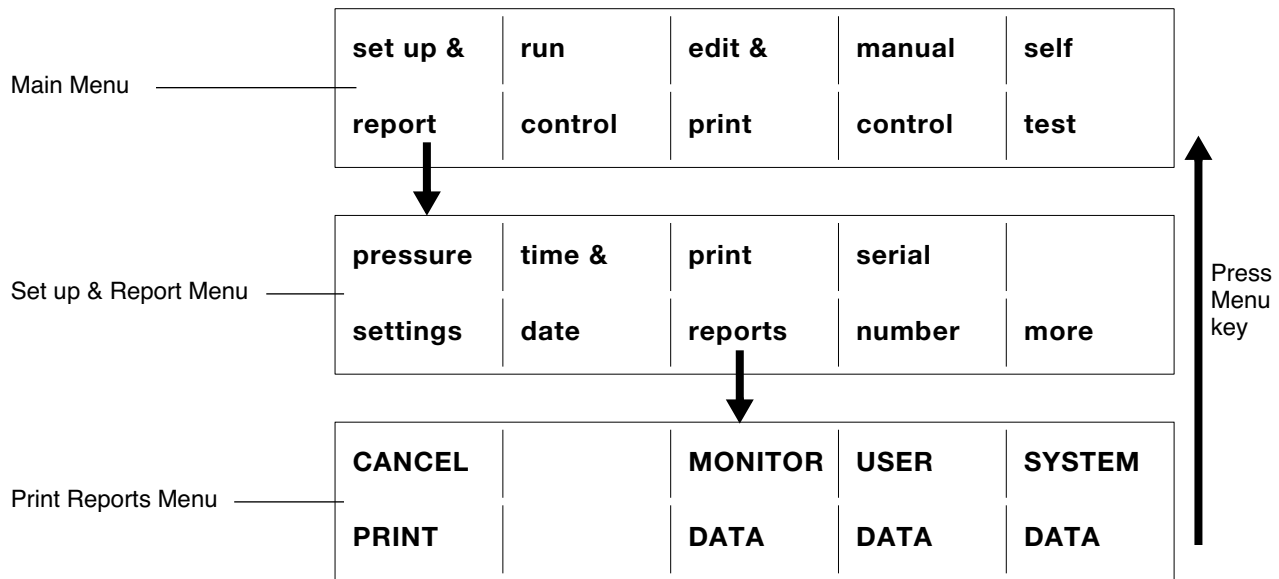 set up & run edit & manual self
Main Menu
report control print control test
pressure time & print serial
Set up & Report Menu
settings date reports number more
Press
Menu
key
CANCEL MONITOR USER SYSTEM
Print Reports Menu
PRINT DATA DATA DATA